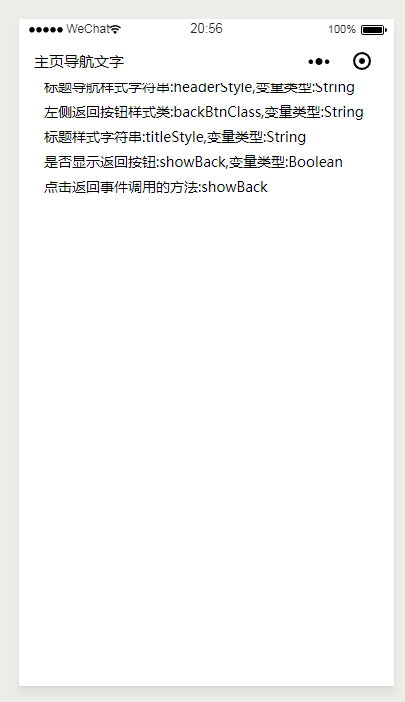 WeChat
20:56
100%
主页导航文字
标题导航样式字符串:headerStyle,变量类型:String
左侧返回按钮样式类:backBtnClass,变量类型:String
标题样式字符串:titleStyle,变量类型:String
是否显示返回按钮:showBack,变量类型:Boolean
点击返回事件调用的方法:showBack